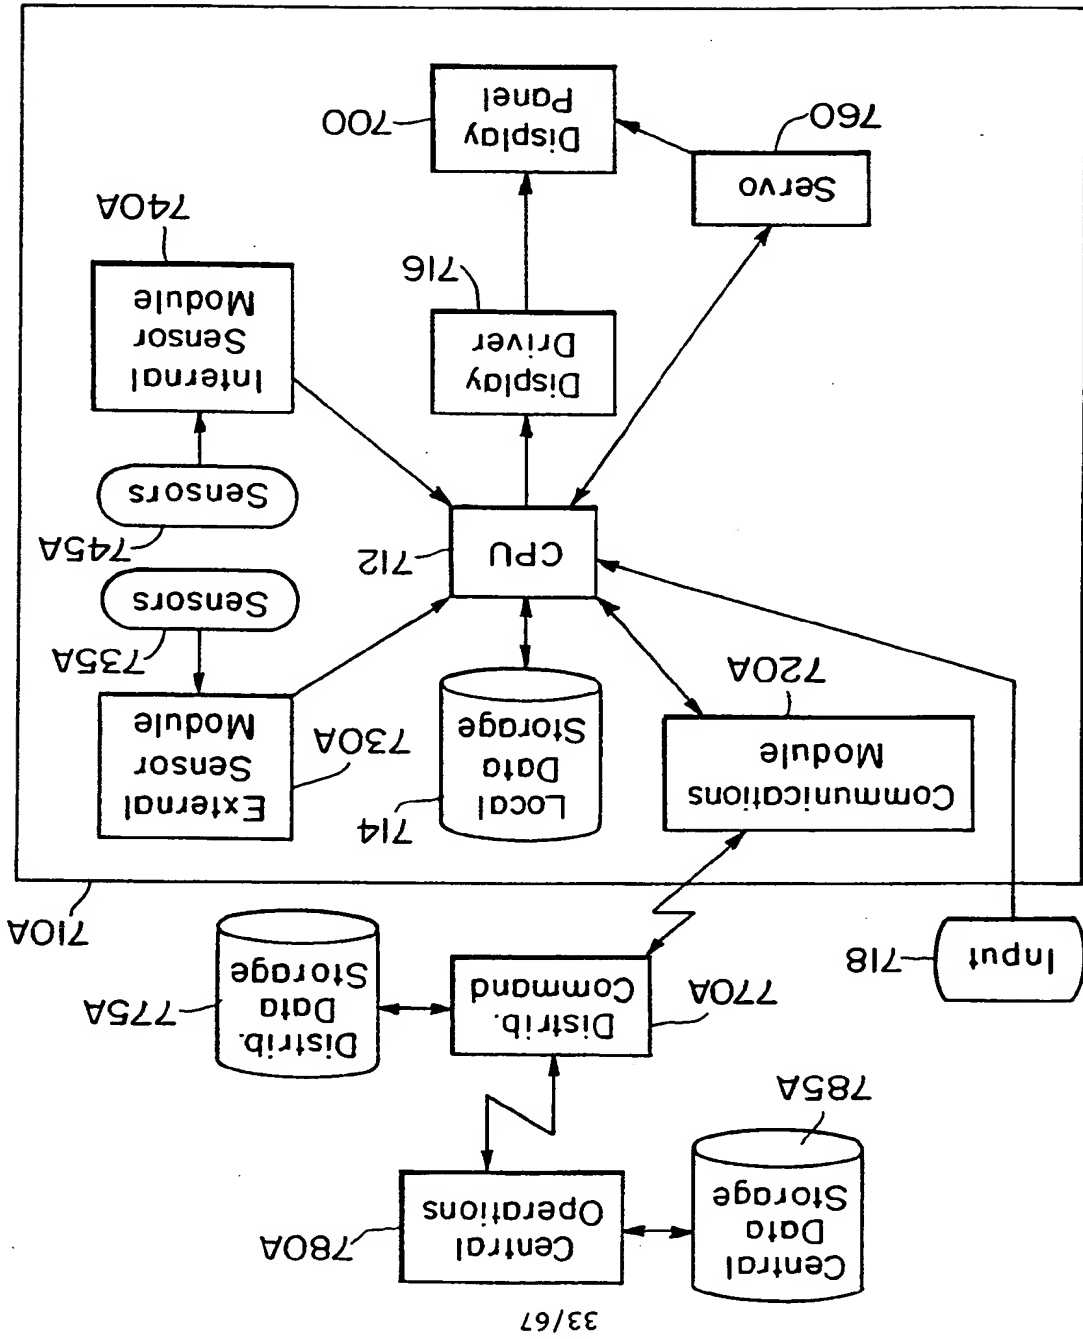 33/67
Central
Data
Storage
785A
Central
Operations
780A
Distrib.
Command
770A
Distrib.
Data
Storage
775A
Input
718
710A
Communications
Module
720A
Local
Data
Storage
714
External
Sensor
Module
730A
735A
Sensors
CPU
712
745A
Sensors
Internal
Sensor
Module
740A
Display
Driver
716
Servo
760
Display
Panel
700